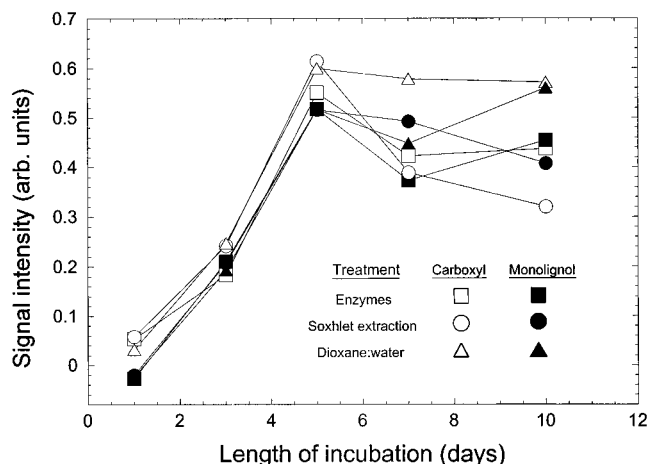 0.7
0.6
0.5
0.4
0.3
0.2
0.1
0
Signal intensity (arb. units)
Treatment Carboxyl Monolignol
Enzymes
Soxhlet extraction
Dioxane:water
0 2 4 6 8 10 12
Length of incubation (days)